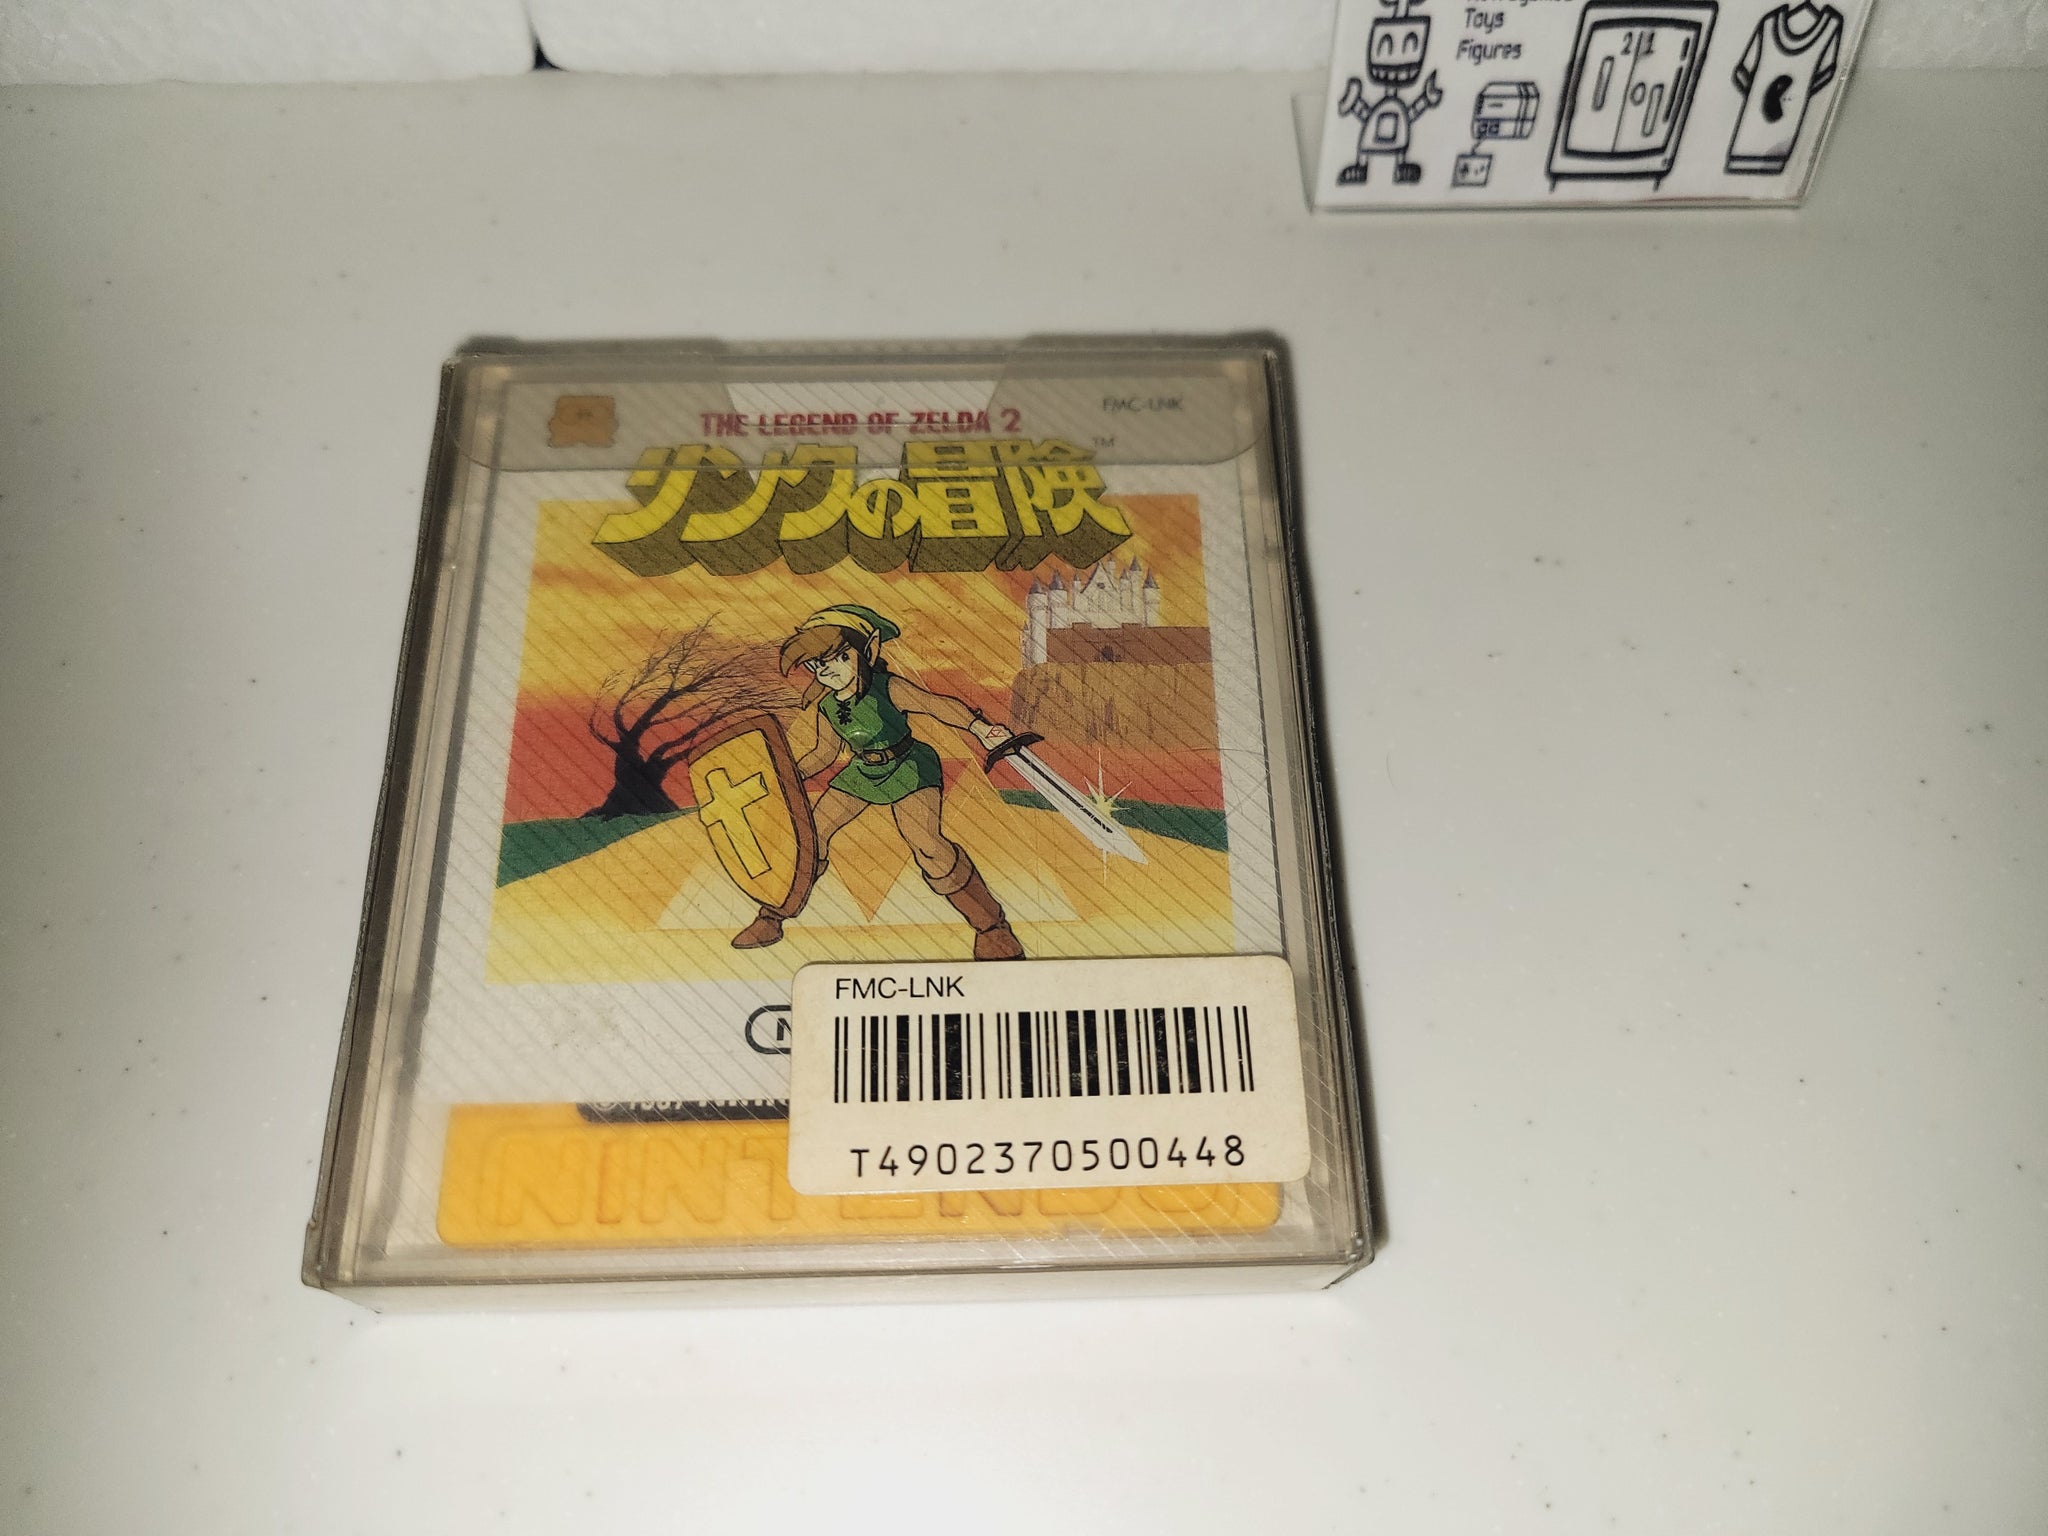 Toys
Figures
21
THE LEGEND OF ZELDA 2
FMC-LNK
リンクの冒険
TM
FMC-LNK
T4902370500448
NINTENDO